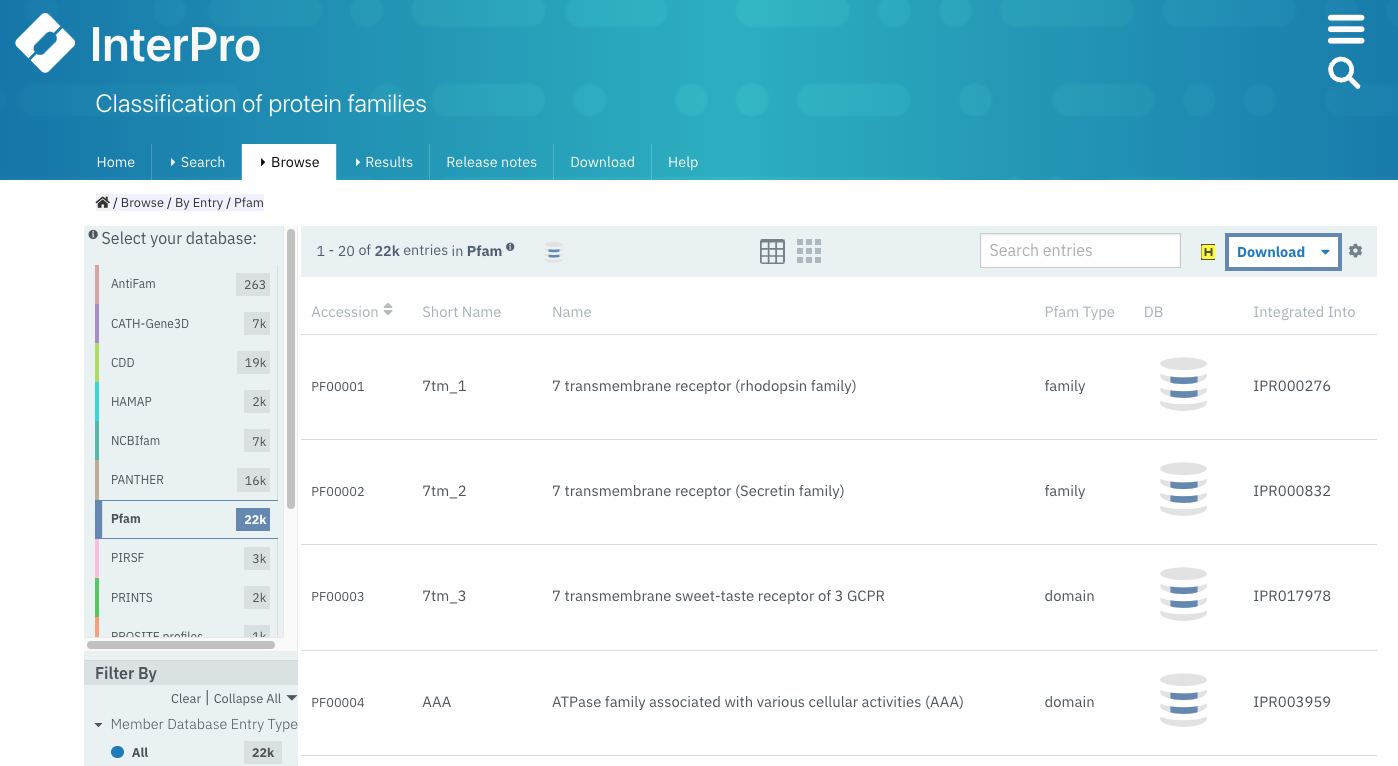 InterPro
Classification of protein families
Home Search Browse Results Release notes Download Help
/ Browse / By Entry / Pfam
Select your database:
AntiFam 263
CATH-Gene3D 7k
CDD 19k
HAMAP 2k
NCBIfam 7k
PANTHER 16k
Pfam 22k
PIRSF 3k
PRINTS 2k
PROSITE profiles 1k
Filter By
Clear | Collapse All
Member Database Entry Type
All 22k
1 - 20 of 22k entries in Pfam
Search entries
H
Download
Accession Short Name Name Pfam Type DB Integrated Into
PF00001 7tm_1 7 transmembrane receptor (rhodopsin family) family IPR000276
PF00002 7tm_2 7 transmembrane receptor (Secretin family) family IPR000832
PF00003 7tm_3 7 transmembrane sweet-taste receptor of 3 GCPR domain IPR017978
PF00004 AAA ATPase family associated with various cellular activities (AAA) domain IPR003959